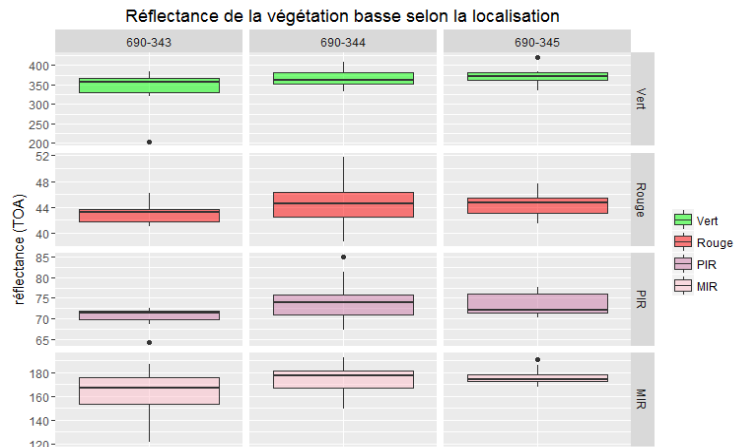 Réflectance de la végétation basse selon la localisation
690-343 690-344 690-345
400
350
300
250
200
Vert
52
48
44
40
Rouge
85
80
75
70
65
PIR
180
160
140
120
MIR
réflectance (TOA)
Vert
Rouge
PIR
MIR